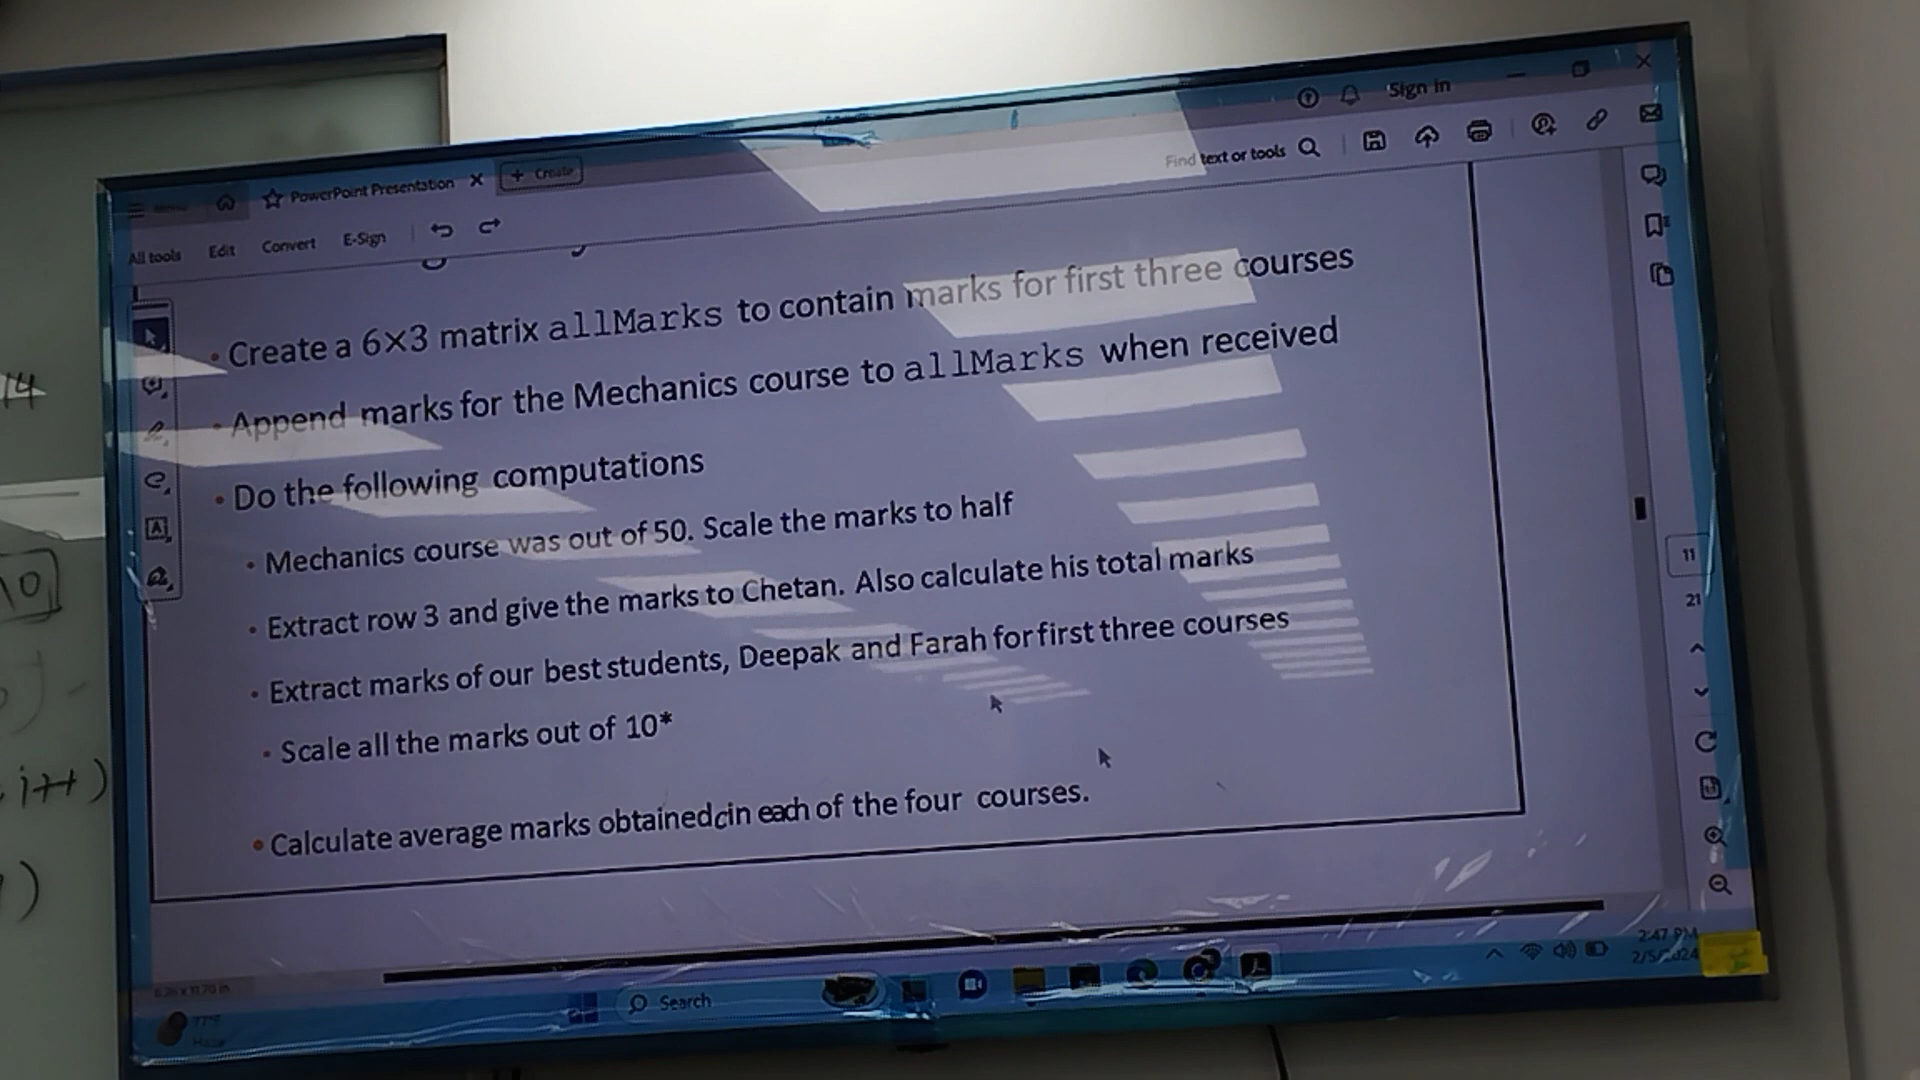 Sign in
PowerPoint Presentation
+ Create
Find text or tools
All tools Edit Convert E-Sign
• Create a 6×3 matrix allMarks to contain marks for first three courses
• Append marks for the Mechanics course to allMarks when received
• Do the following computations
• Mechanics course was out of 50. Scale the marks to half
• Extract row 3 and give the marks to Chetan. Also calculate his total marks
• Extract marks of our best students, Deepak and Farah for first three courses
• Scale all the marks out of 10*
• Calculate average marks obtainedcin each of the four courses.
11
21
Search
2:47 PM
14
10
i++)
)